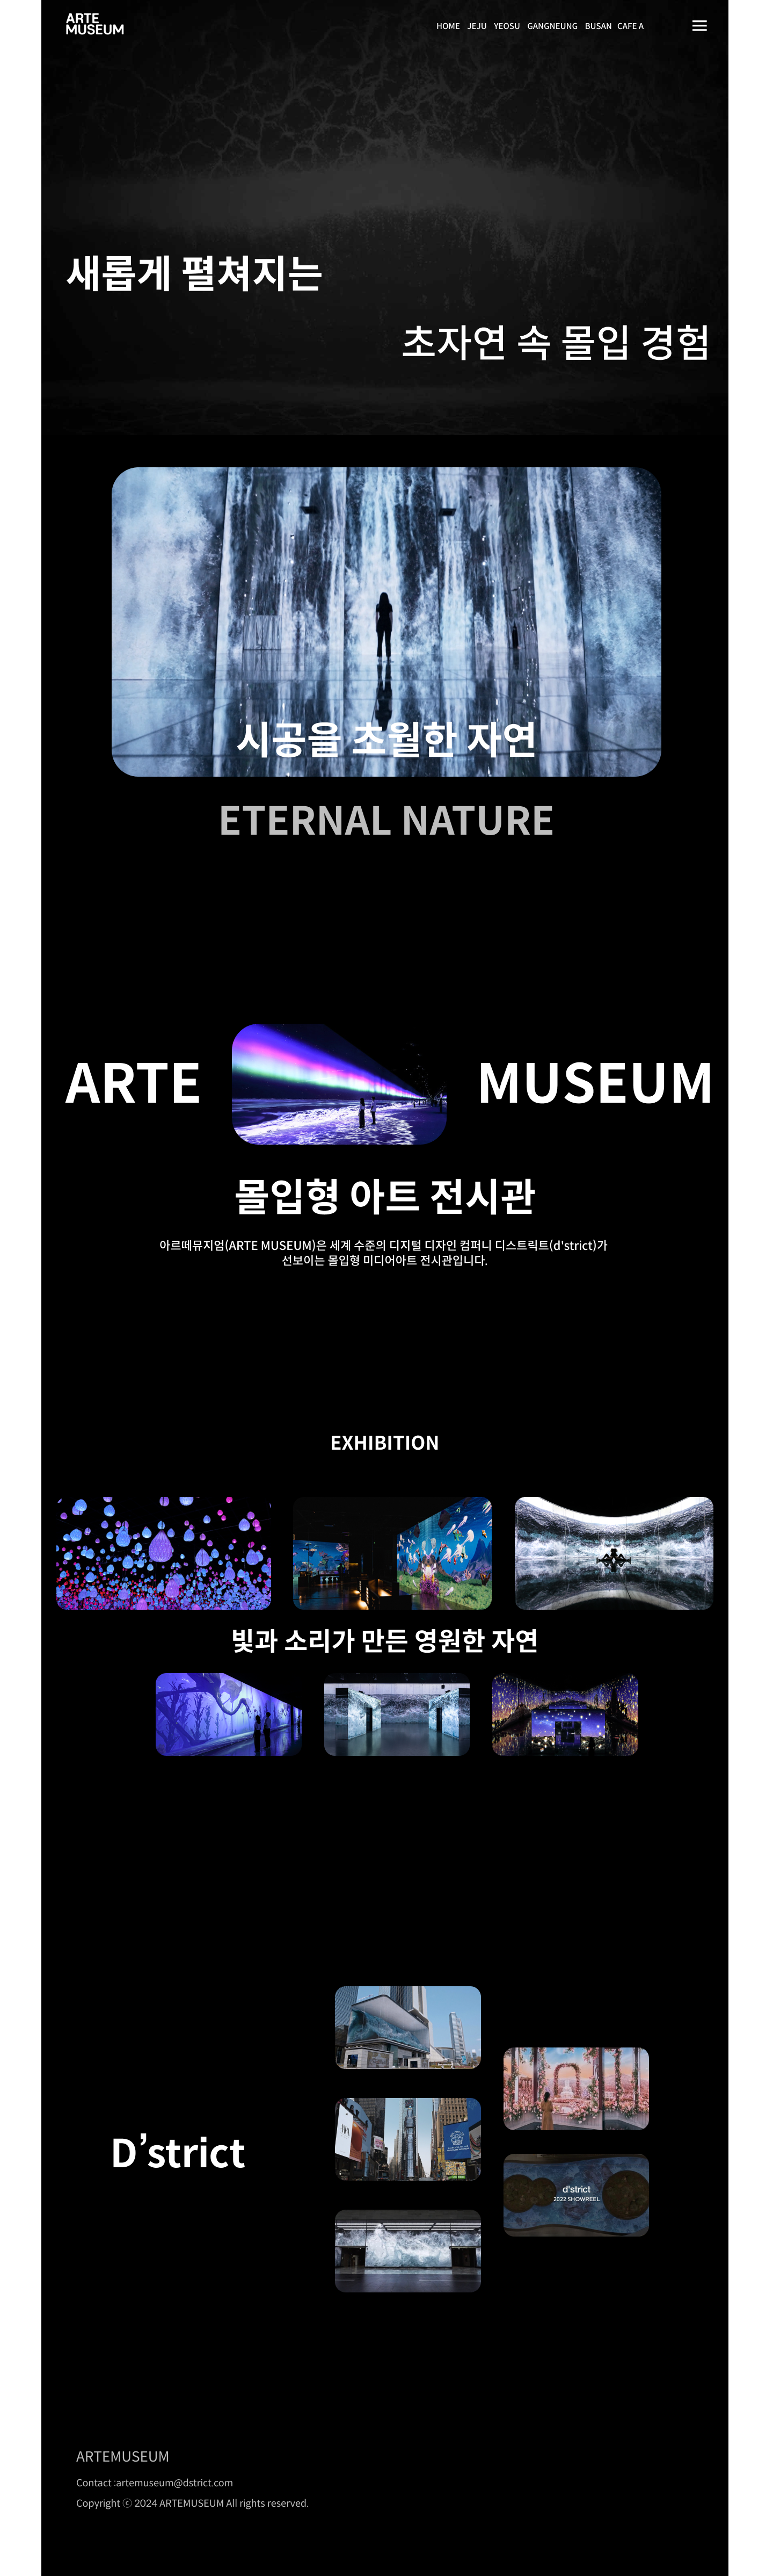 ARTE
MUSEUM
HOME JEJU YEOSU GANGNEUNG BUSAN CAFE A
새롭게 펼쳐지는
초자연 속 몰입 경험
시공을 초월한 자연
ETERNAL NATURE
ARTE MUSEUM
몰입형 아트 전시관
아르떼뮤지엄(ARTE MUSEUM)은 세계 수준의 디지털 디자인 컴퍼니 디스트릭트(d'strict)가
선보이는 몰입형 미디어아트 전시관입니다.
EXHIBITION
빛과 소리가 만든 영원한 자연
D’strict
d'strict
2022 SHOWREEL
ARTEMUSEUM
Contact :artemuseum@dstrict.com
Copyright ⓒ 2024 ARTEMUSEUM All rights reserved.